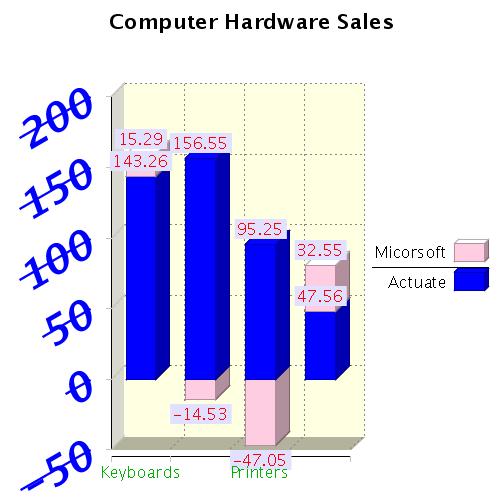 Computer Hardware Sales
200
150
100
50
0
-50
15.29
143.26
156.55
-14.53
95.25
-47.05
32.55
47.56
Micorsoft
Actuate
Keyboards
Printers